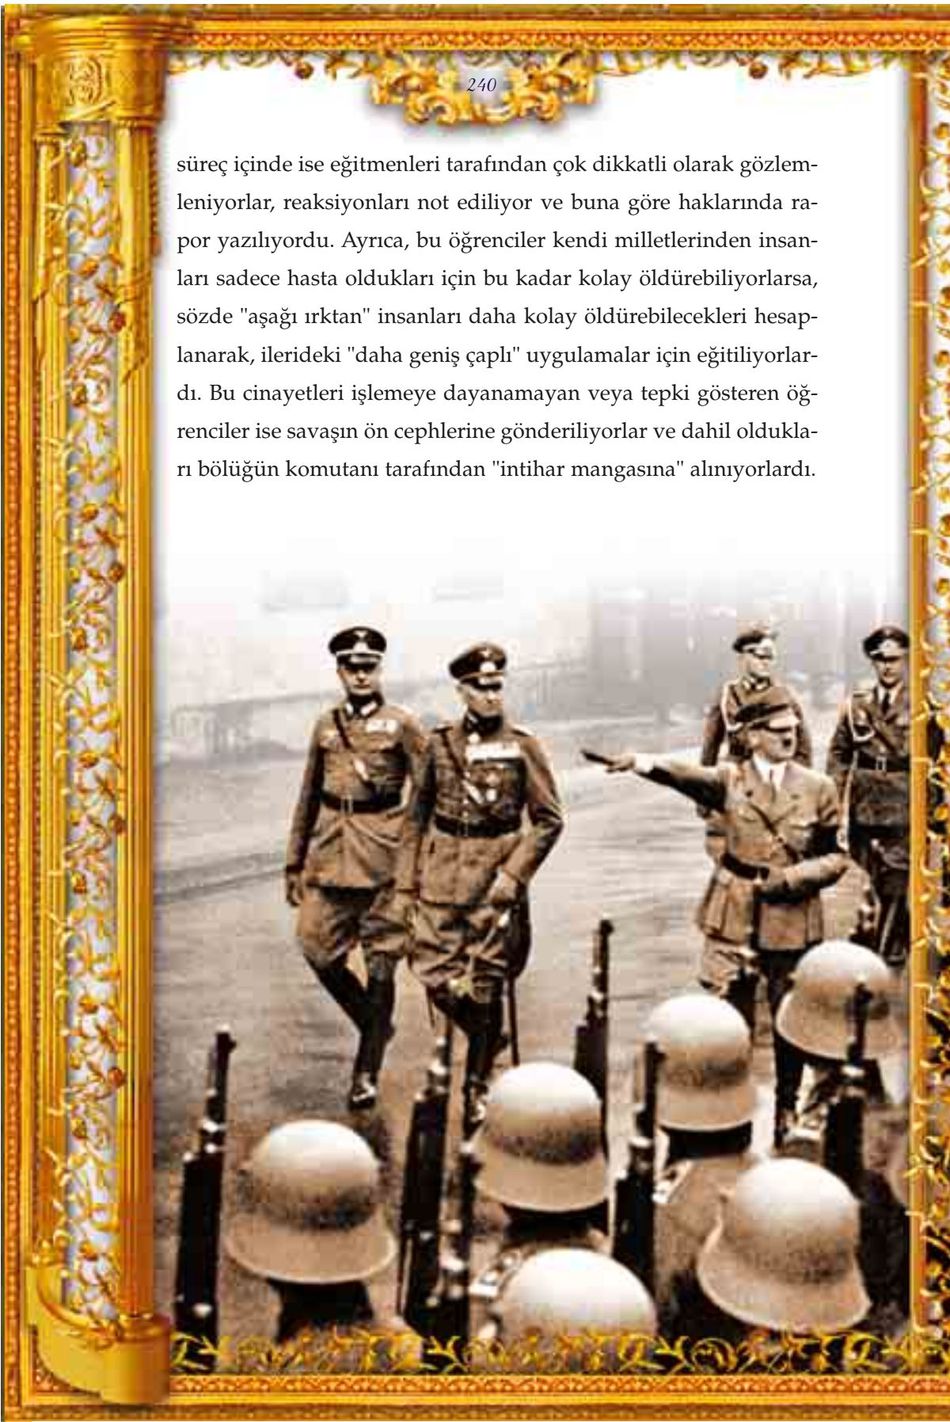 240
süreç içinde ise eğitmenleri tarafından çok dikkatli olarak gözlem-
leniyorlar, reaksiyonları not ediliyor ve buna göre haklarında ra-
por yazılıyordu. Ayrıca, bu öğrenciler kendi milletlerinden insan-
ları sadece hasta oldukları için bu kadar kolay öldürebiliyorlarsa,
sözde "aşağı ırktan" insanları daha kolay öldürebilecekleri hesap-
lanarak, ilerideki "daha geniş çaplı" uygulamalar için eğitiliyorlar-
dı. Bu cinayetleri işlemeye dayanamayan veya tepki gösteren öğ-
renciler ise savaşın ön cephlerine gönderiliyorlar ve dahil oldukla-
rı bölüğün komutanı tarafından "intihar mangasına" alınıyorlardı.